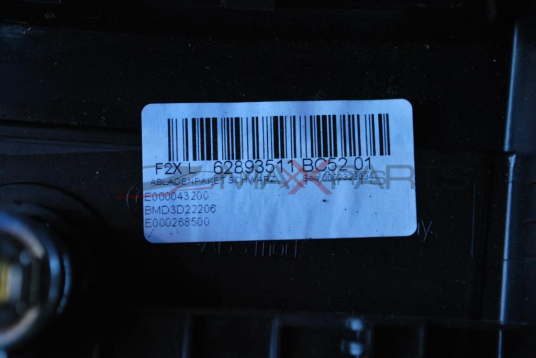 F2X L 62893511 BC52 01
ABLAGENPAKET SCHWARZ
E000043200
BMD3D22206
E000268500